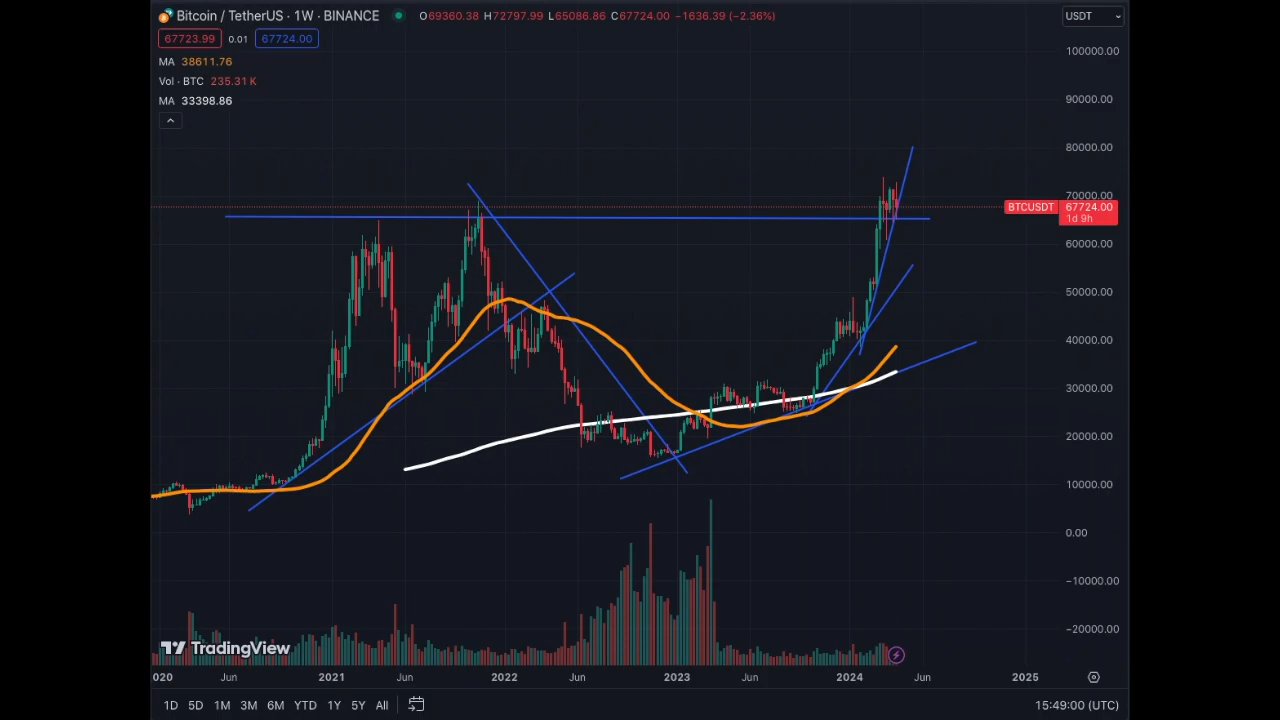 Bitcoin / TetherUS · 1W · BINANCE O69360.38 H72797.99 L65086.86 C67724.00 −1636.39 (−2.36%)
USDT
67723.99 0.01 67724.00
MA 38611.76
Vol · BTC 235.31 K
MA 33398.86
100000.00
90000.00
80000.00
70000.00
BTCUSDT 67724.00
1d 9h
60000.00
50000.00
40000.00
30000.00
20000.00
10000.00
0.00
−10000.00
−20000.00
TradingView
020 Jun 2021 Jun 2022 Jun 2023 Jun 2024 Jun 2025
1D 5D 1M 3M 6M YTD 1Y 5Y All 15:49:00 (UTC)